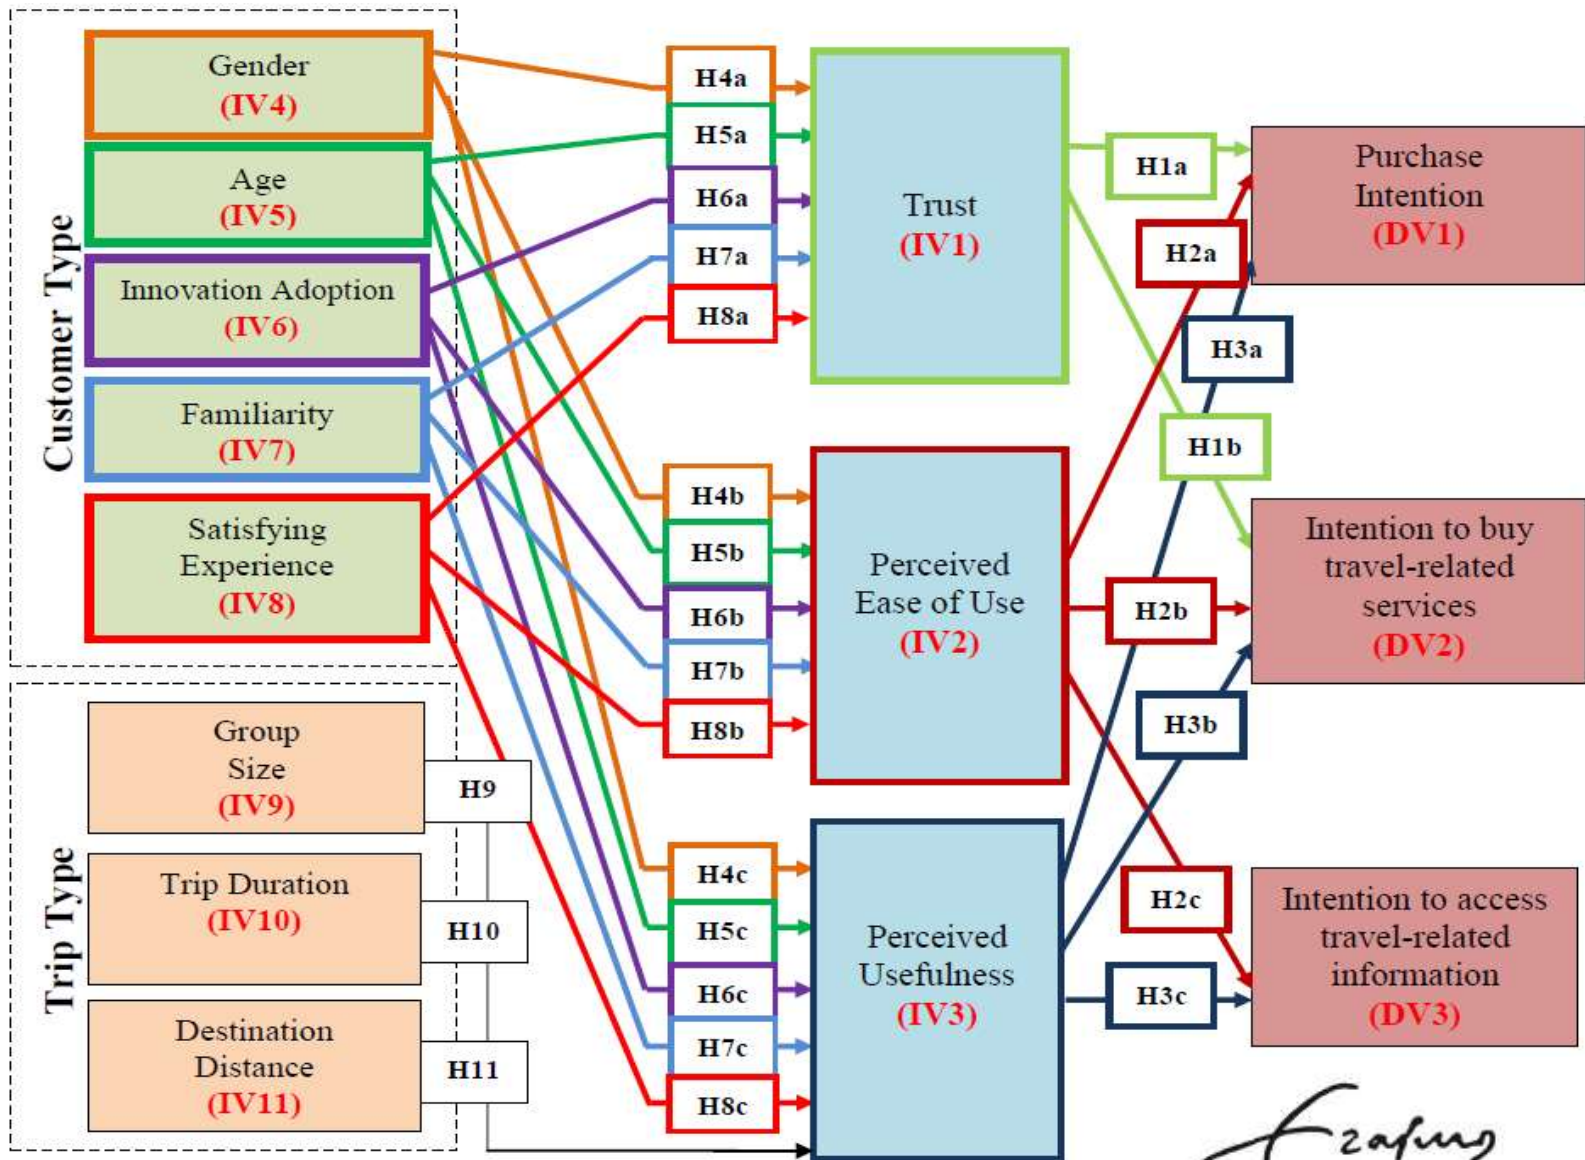 Customer Type
Gender
(IV4)
Age
(IV5)
Innovation Adoption
(IV6)
Familiarity
(IV7)
Satisfying
Experience
(IV8)
Trip Type
Group
Size
(IV9)
Trip Duration
(IV10)
Destination
Distance
(IV11)
H9
H10
H11
H4a
H5a
H6a
H7a
H8a
H4b
H5b
H6b
H7b
H8b
H4c
H5c
H6c
H7c
H8c
Trust
(IV1)
Perceived
Ease of Use
(IV2)
Perceived
Usefulness
(IV3)
H1a
H2a
H3a
H1b
H2b
H3b
H2c
H3c
Purchase
Intention
(DV1)
Intention to buy
travel-related
services
(DV2)
Intention to access
travel-related
information
(DV3)